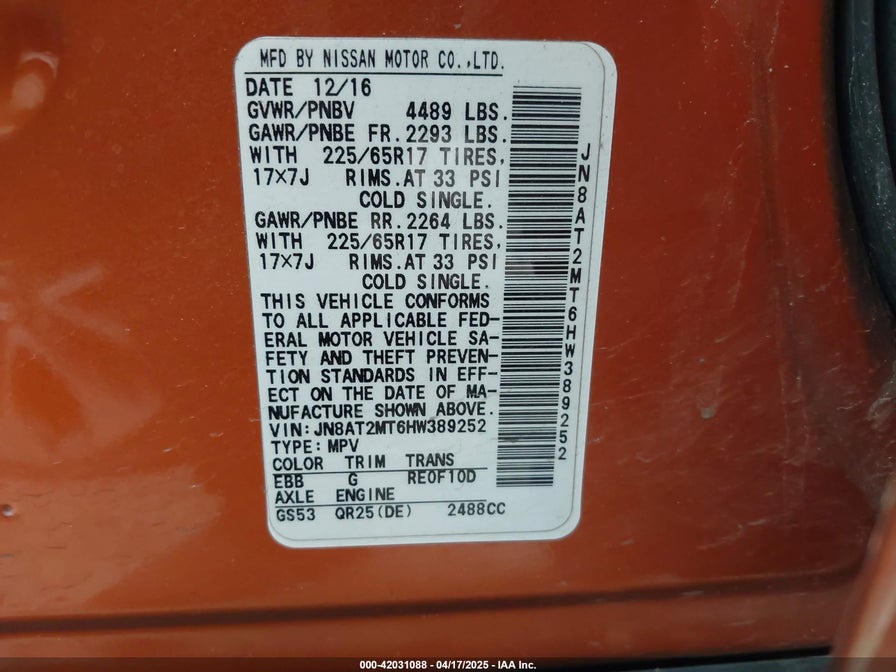 MFD BY NISSAN MOTOR CO.,LTD.
DATE 12/16
GVWR/PNBV 4489 LBS.
GAWR/PNBE FR.2293 LBS.
WITH 225/65R17 TIRES,
17×7J RIMS.AT 33 PSI
COLD SINGLE.
GAWR/PNBE RR.2264 LBS.
WITH 225/65R17 TIRES,
17×7J RIMS.AT 33 PSI
COLD SINGLE.
THIS VEHICLE CONFORMS
TO ALL APPLICABLE FED-
ERAL MOTOR VEHICLE SA-
FETY AND THEFT PREVEN-
TION STANDARDS IN EFF-
ECT ON THE DATE OF MA-
NUFACTURE SHOWN ABOVE.
VIN:JN8AT2MT6HW389252
TYPE:MPV
COLOR TRIM TRANS
EBB G RE0F10D
AXLE ENGINE
GS53 QR25(DE) 2488CC
JN8AT2MT6HW389252
000-42031088 - 04/17/2025 - IAA Inc.